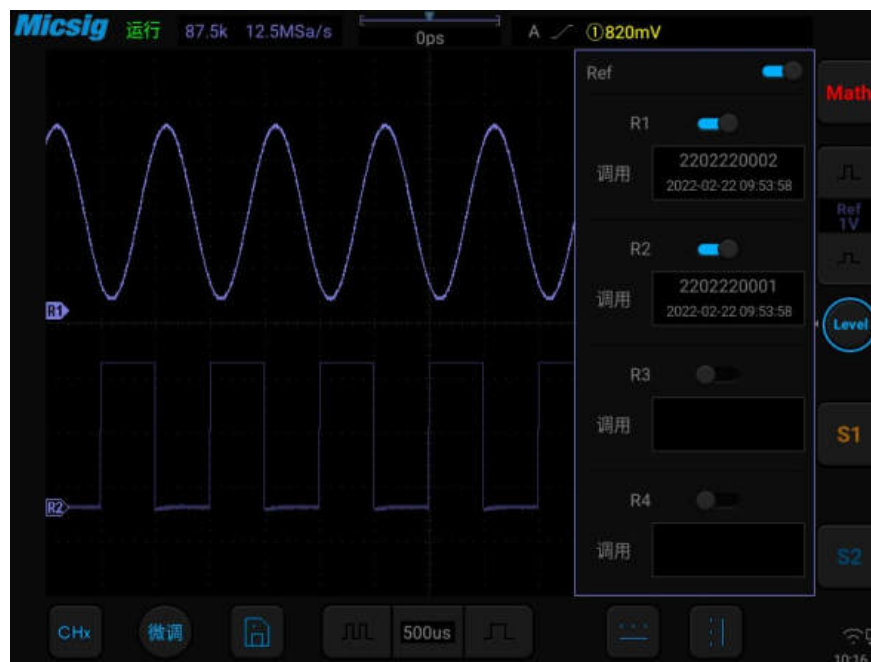 Micsig 运行 87.5k 12.5MSa/s 0ps A ①820mV
Ref
Math
R1
调用 2202220002
2022-02-22 09:53:58
Ref
1V
R2
调用 2202220001
2022-02-22 09:53:58
R1
Level
R3
调用
S1
R2
R4
调用
S2
CHx 微调 500us
10:16